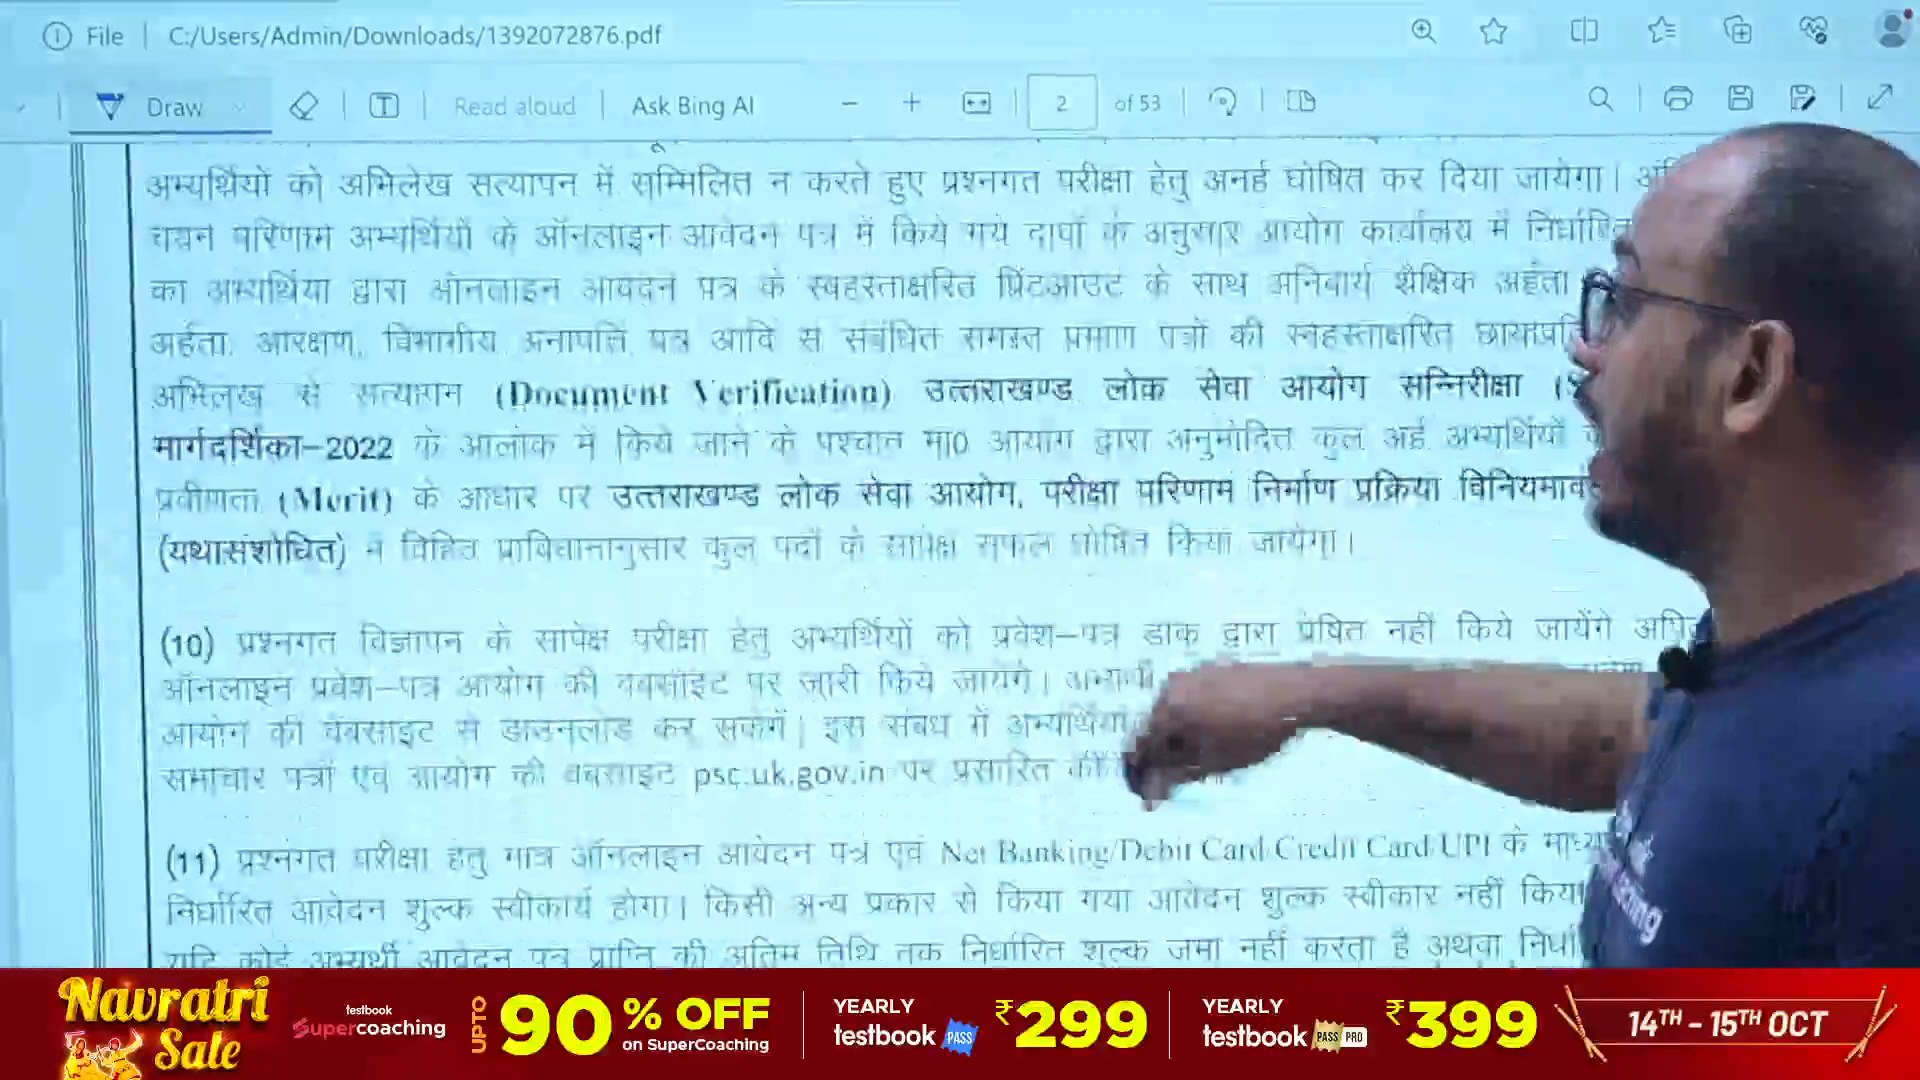 File | C:/Users/Admin/Downloads/1392072876.pdf
Draw Read aloud Ask Bing AI 2 of 53
अभ्यर्थियों को अभिलेख सत्यापन में सम्मिलित न करते हुए प्रश्नगत परीक्षा हेतु अनर्ह घोषित कर दिया जायेगा।
चयन परिणाम अभ्यर्थियों के ऑनलाइन आवेदन पत्र में किये गये दावों के अनुसार आयोग कार्यालय में निर्धारित
का अभ्यर्थियों द्वारा ऑनलाइन आवेदन पत्र के स्वहस्ताक्षरित प्रिंटआउट के साथ अनिवार्य शैक्षिक अर्हता
अर्हता, आरक्षण, विभागीय अनापत्ति पत्र आदि से संबंधित समस्त प्रमाण पत्रों की स्वहस्ताक्षरित
अभिलेख से सत्यापन (Document Verification) उत्तराखण्ड लोक सेवा आयोग सन्निरीक्षा
मार्गदर्शिका-2022 के आलोक में किये जाने के पश्चात मा0 आयोग द्वारा अनुमोदित कुल अर्ह अभ्यर्थियों
प्रवीणता (Merit) के आधार पर उत्तराखण्ड लोक सेवा आयोग, परीक्षा परिणाम निर्माण प्रक्रिया
(यथासंशोधित) में विहित प्राविधानानुसार कुल पदों के सापेक्ष सफल घोषित किया जायेगा।
(10) प्रश्नगत विज्ञापन के सापेक्ष परीक्षा हेतु अभ्यर्थियों को प्रवेश-पत्र डाक द्वारा प्रेषित नहीं किये जायेंगे
ऑनलाइन प्रवेश-पत्र आयोग की वेबसाइट पर जारी किये जायेंगे।
आयोग की वेबसाइट से डाउनलोड कर सकेंगें। इस संबंध में
समाचार पत्रों एवं आयोग की वेबसाइट psc.uk.gov.in पर प्रसारित की
(11) प्रश्नगत परीक्षा हेतु मात्र ऑनलाइन आवेदन पत्र एवं Net Banking/Debit Card/Credit Card/UPI के
निर्धारित आवेदन शुल्क स्वीकार्य होगा। किसी अन्य प्रकार से किया गया आवेदन शुल्क स्वीकार नहीं
यदि कोई अभ्यर्थी आवेदन पत्र प्राप्ति की अंतिम तिथि तक निर्धारित शुल्क जमा नहीं करता है अथवा
Navratri Sale
testbook Supercoaching
UPTO 90% OFF on SuperCoaching
YEARLY testbook PASS ₹299
YEARLY testbook PASS PRO ₹399
14TH - 15TH OCT